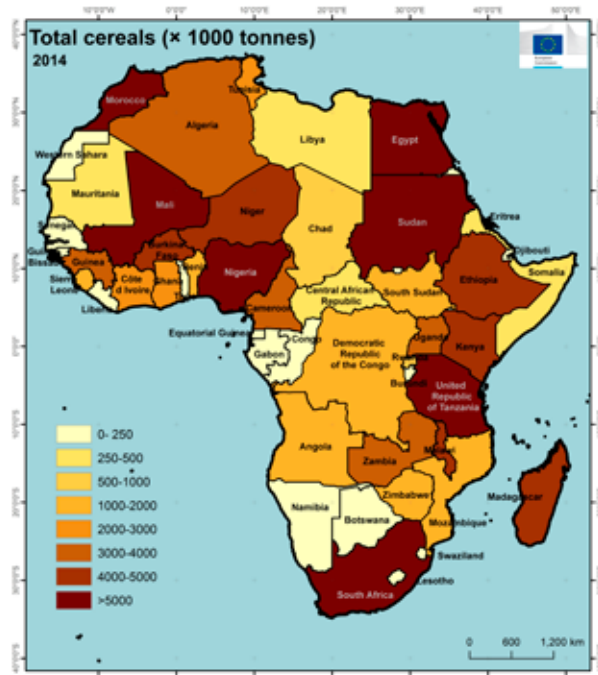 Total cereals (× 1000 tonnes)
2014
Tunisia
Morocco
Algeria
Libya
Egypt
Western Sahara
Mauritania
Mali
Niger
Chad
Sudan
Eritrea
Senegal
Burkina
Faso
Djibouti
Guinea
Bissau
Guinea
Benin
Nigeria
Ethiopia
Somalia
Sierra
Leone
Côte
d Ivoire
Ghana
Central African
Republic
South Sudan
Liberia
Cameroon
Equatorial Guinea
Uganda
Kenya
Congo
Gabon
Democratic
Republic
of the Congo
Rwanda
Burundi
United
Republic
of Tanzania
Angola
Malawi
Zambia
Zimbabwe
Mozambique
Madagascar
Namibia
Botswana
Swaziland
Lesotho
South Africa
0- 250
250-500
500-1000
1000-2000
2000-3000
3000-4000
4000-5000
>5000
0 600 1,200 km